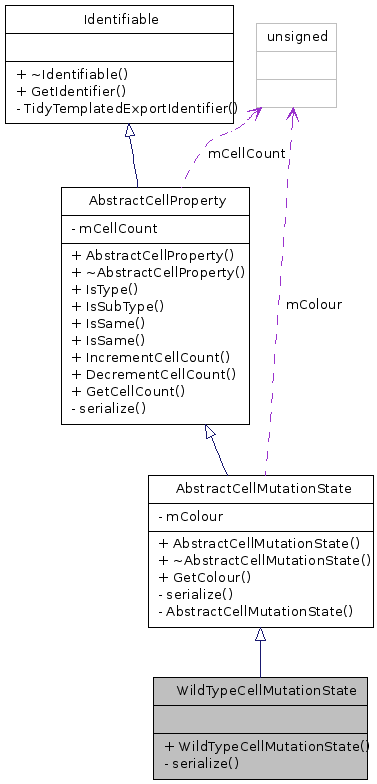 Identifiable
+ ~Identifiable()
+ GetIdentifier()
- TidyTemplatedExportIdentifier()
unsigned
mCellCount
AbstractCellProperty
- mCellCount
+ AbstractCellProperty()
+ ~AbstractCellProperty()
+ IsType()
+ IsSubType()
+ IsSame()
+ IsSame()
+ IncrementCellCount()
+ DecrementCellCount()
+ GetCellCount()
- serialize()
mColour
AbstractCellMutationState
- mColour
+ AbstractCellMutationState()
+ ~AbstractCellMutationState()
+ GetColour()
- serialize()
- AbstractCellMutationState()
WildTypeCellMutationState
+ WildTypeCellMutationState()
- serialize()